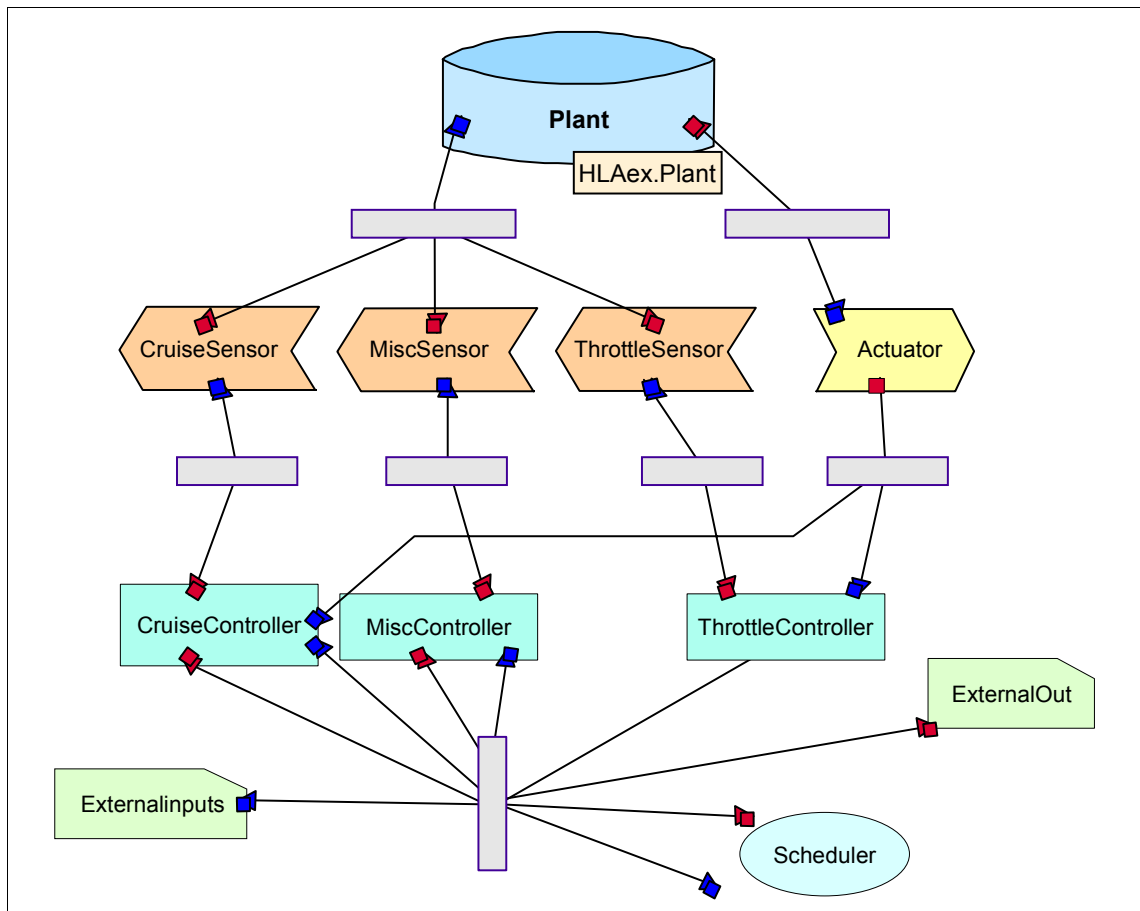 Plant
HLAex.Plant
CruiseSensor
MiscSensor
ThrottleSensor
Actuator
CruiseController
MiscController
ThrottleController
ExternalOut
Externalinputs
Scheduler